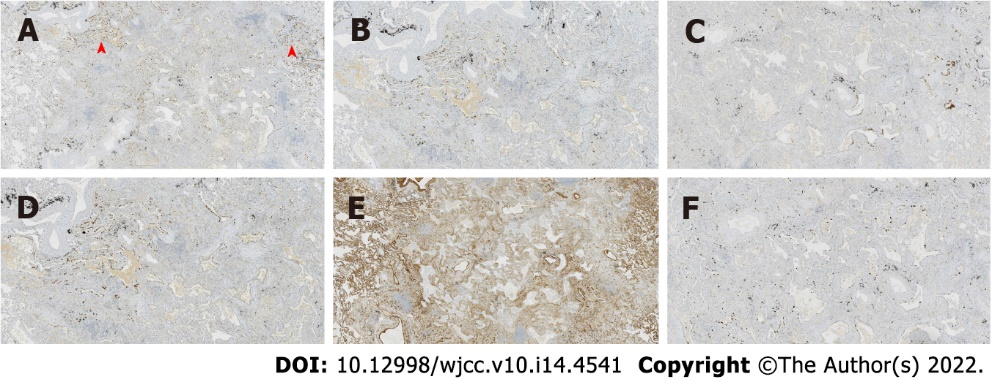 A
B
C
D
E
F
DOI: 10.12998/wjcc.v10.i14.4541 Copyright ©The Author(s) 2022.